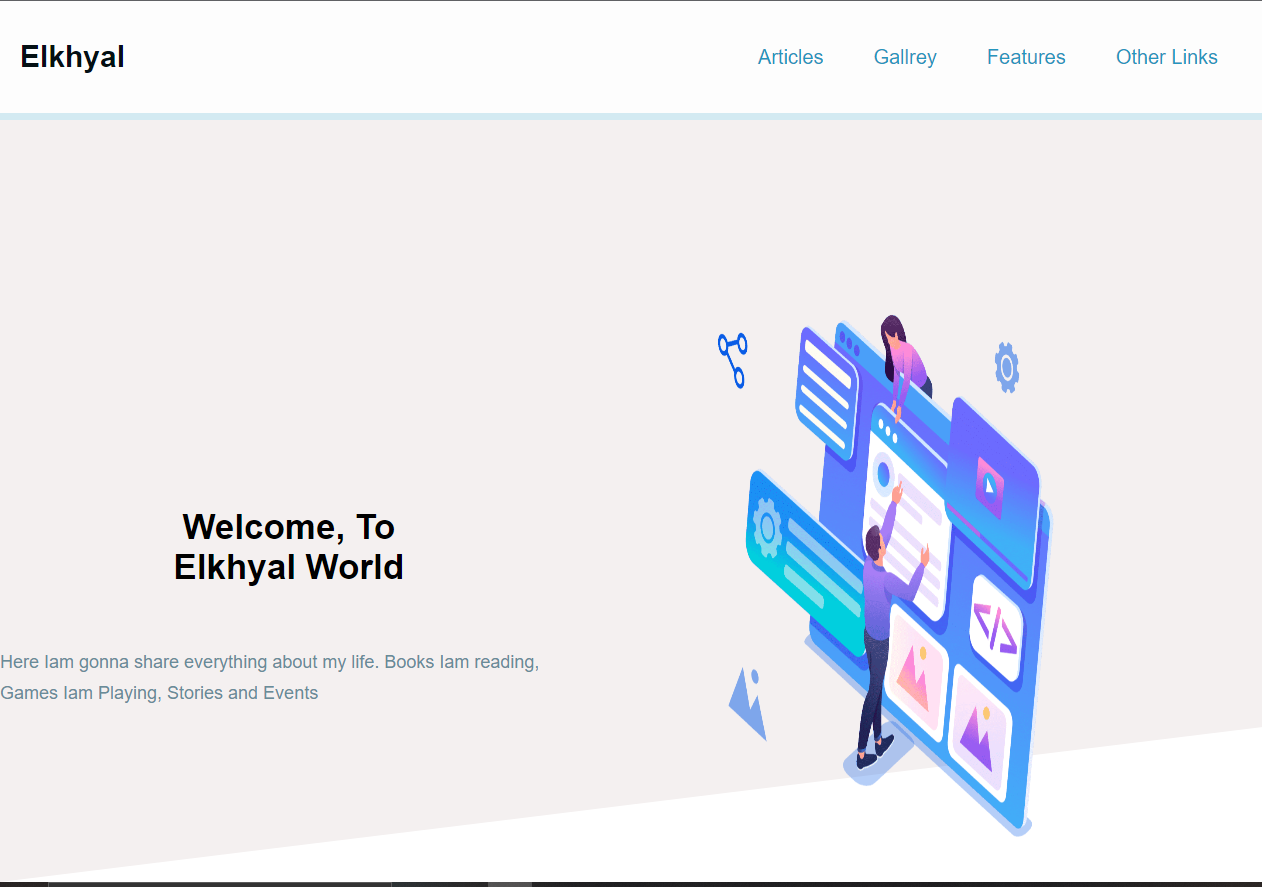 Elkhyal
Articles Gallrey Features Other Links
Welcome, To
Elkhyal World
Here Iam gonna share everything about my life. Books Iam reading,
Games Iam Playing, Stories and Events
</>